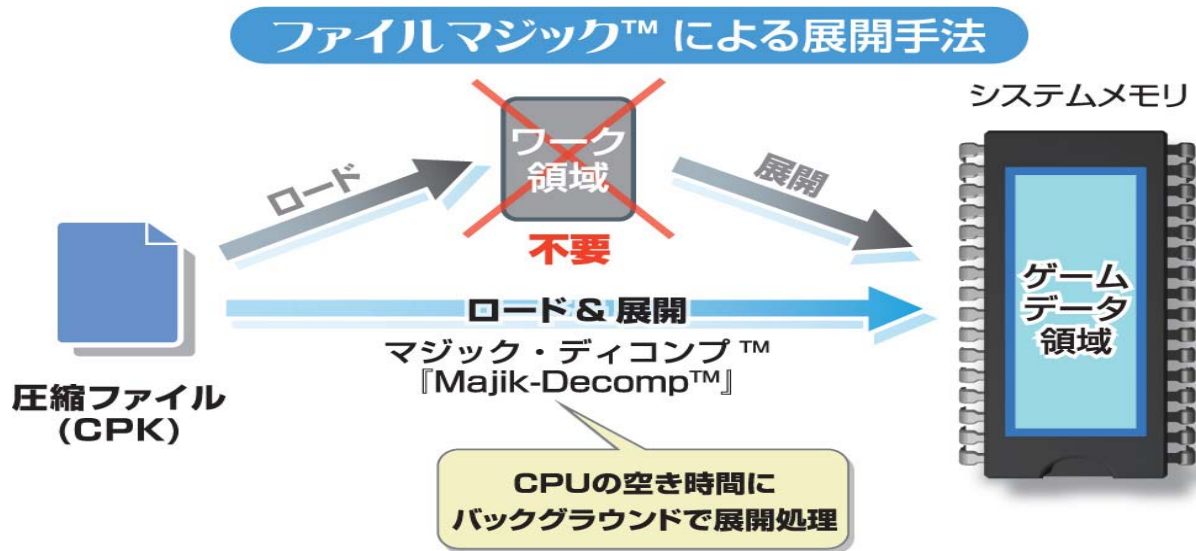 ファイルマジック™ による展開手法
システムメモリ
ロード
ワーク
領域
展開
不要
ロード & 展開
マジック・ディコンプ ™
『Majik-Decomp™』
圧縮ファイル
(CPK)
ゲーム
データ
領域
CPUの空き時間に
バックグラウンドで展開処理